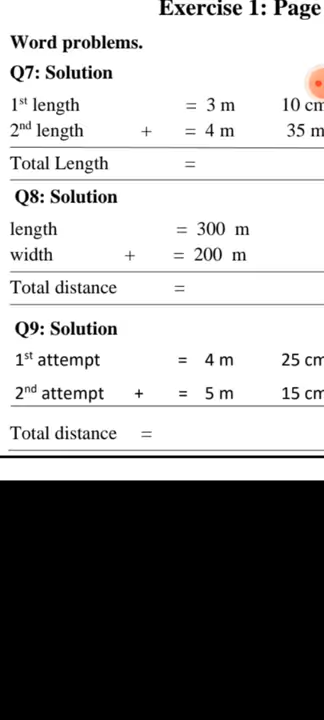 Exercise 1: Page
Word problems.
Q7: Solution
1st length = 3 m 10 cm
2nd length + = 4 m 35 m
Total Length =
Q8: Solution
length = 300 m
width + = 200 m
Total distance =
Q9: Solution
1st attempt = 4 m 25 cm
2nd attempt + = 5 m 15 cm
Total distance =